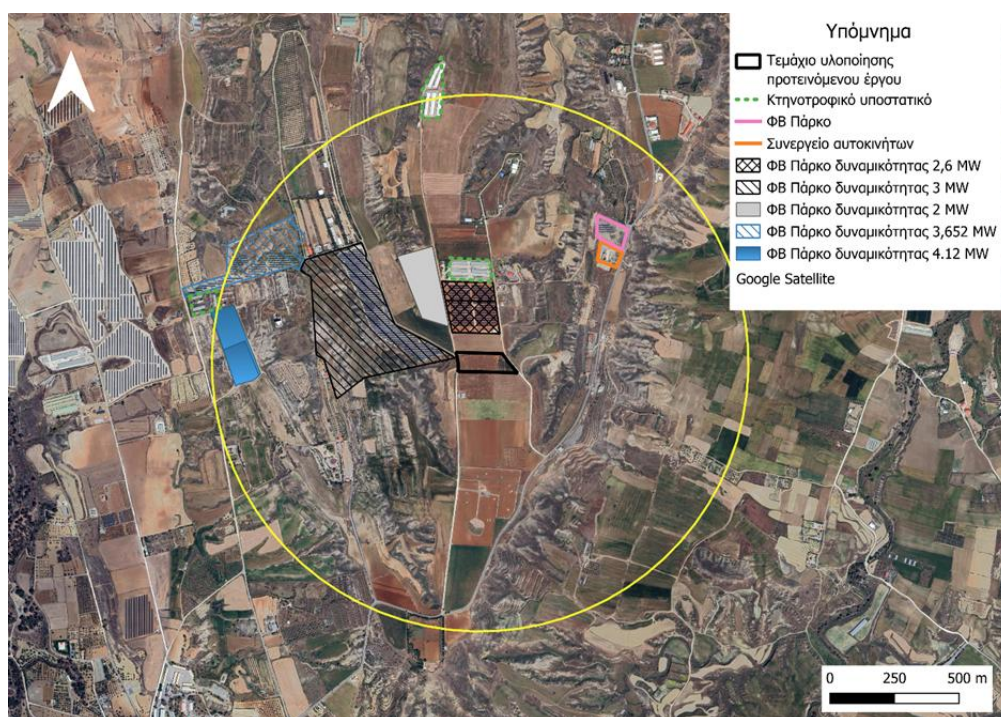 Υπόμνημα
Τεμάχιο υλοποίησης
προτεινόμενου έργου
Κτηνοτροφικό υποστατικό
ΦΒ Πάρκο
Συνεργείο αυτοκινήτων
ΦΒ Πάρκο δυναμικότητας 2,6 MW
ΦΒ Πάρκο δυναμικότητας 3 MW
ΦΒ Πάρκο δυναμικότητας 2 MW
ΦΒ Πάρκο δυναμικότητας 3,652 MW
ΦΒ Πάρκο δυναμικότητας 4.12 MW
Google Satellite
0 250 500 m